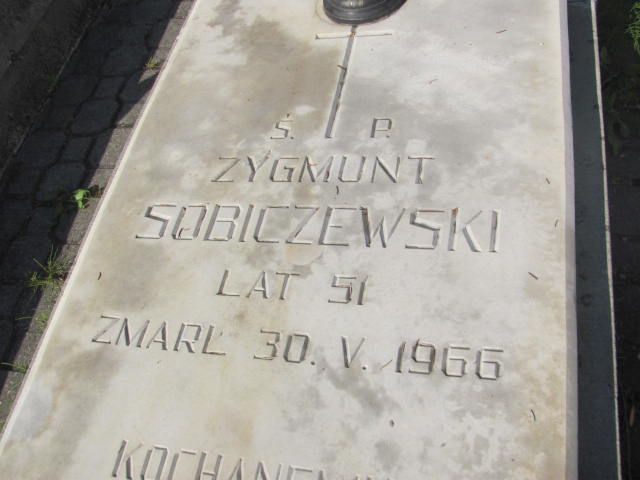 Ś. P.
ZYGMUNT
SOBICZEWSKI
LAT 51
ZMARŁ 30. V. 1966